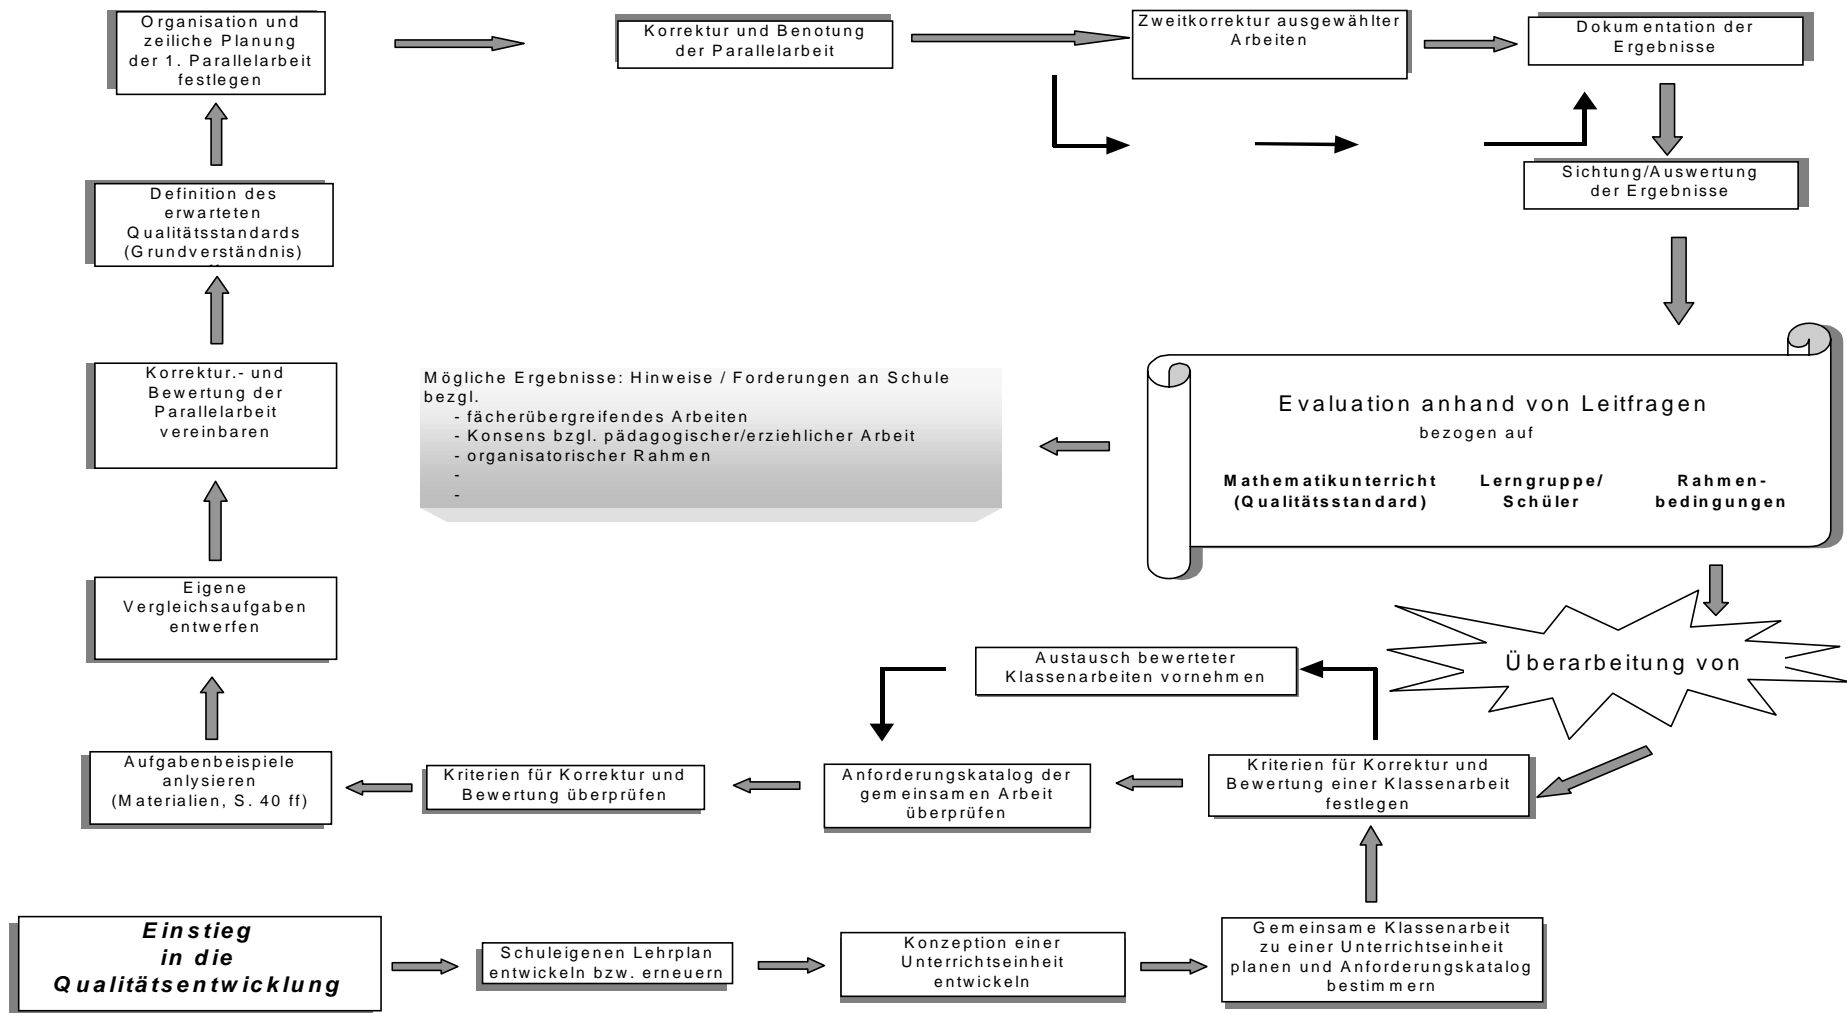 Organisation und
zeiliche Planung
der 1. Parallelarbeit
festlegen
Korrektur und Benotung
der Parallelarbeit
Zweitkorrektur ausgewählter
Arbeiten
Dokumentation der
Ergebnisse
Sichtung/Auswertung
der Ergebnisse
Definition des
erwarteten
Qualitätsstandards
(Grundverständnis)
Korrektur.- und
Bewertung der
Parallelarbeit
vereinbaren
Mögliche Ergebnisse: Hinweise / Forderungen an Schule
bezgl.
- fächerübergreifendes Arbeiten
- Konsens bzgl. pädagogischer/erziehlicher Arbeit
- organisatorischer Rahmen
-
-
Evaluation anhand von Leitfragen
bezogen auf
Mathematikunterricht
(Qualitätsstandard)
Lerngruppe/
Schüler
Rahmen-
bedingungen
Eigene
Vergleichsaufgaben
entwerfen
Austausch bewerteter
Klassenarbeiten vornehmen
Überarbeitung von
Aufgabenbeispiele
anlysieren
(Materialien, S. 40 ff)
Kriterien für Korrektur und
Bewertung überprüfen
Anforderungskatalog der
gemeinsamen Arbeit
überprüfen
Kriterien für Korrektur und
Bewertung einer Klassenarbeit
festlegen
Einstieg
in die
Qualitätsentwicklung
Schuleigenen Lehrplan
entwickeln bzw. erneuern
Konzeption einer
Unterrichtseinheit
entwickeln
Gemeinsame Klassenarbeit
zu einer Unterrichtseinheit
planen und Anforderungskatalog
bestimmern